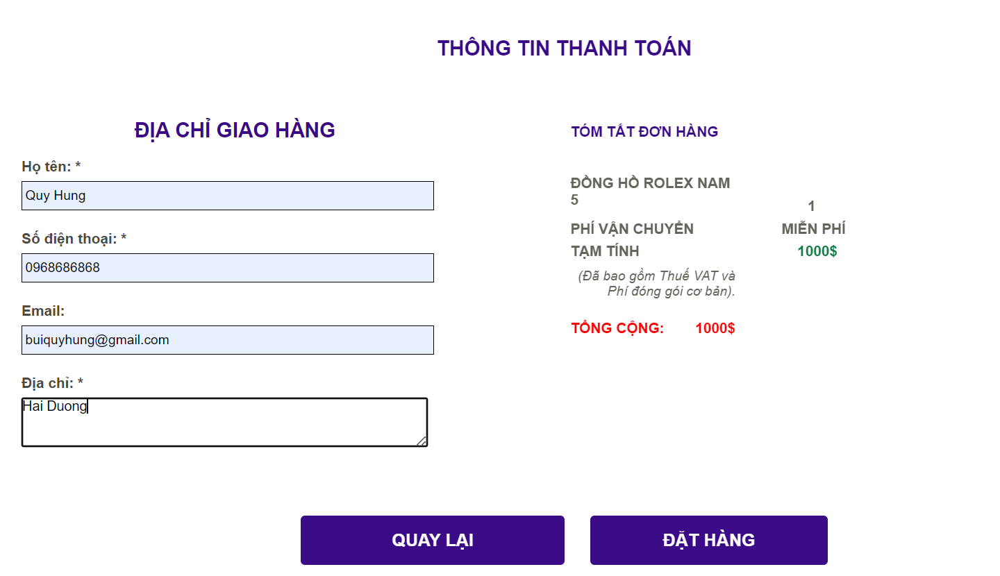 THÔNG TIN THANH TOÁN
ĐỊA CHỈ GIAO HÀNG
Họ tên: *
Quy Hung
Số điện thoại: *
0968686868
Email:
buiquyhung@gmail.com
Địa chỉ: *
Hai Duong
TÓM TẮT ĐƠN HÀNG
ĐỒNG HỒ ROLEX NAM
5
1
PHÍ VẬN CHUYỂN MIỄN PHÍ
TẠM TÍNH 1000$
(Đã bao gồm Thuế VAT và
Phí đóng gói cơ bản).
TỔNG CỘNG: 1000$
QUAY LẠI ĐẶT HÀNG